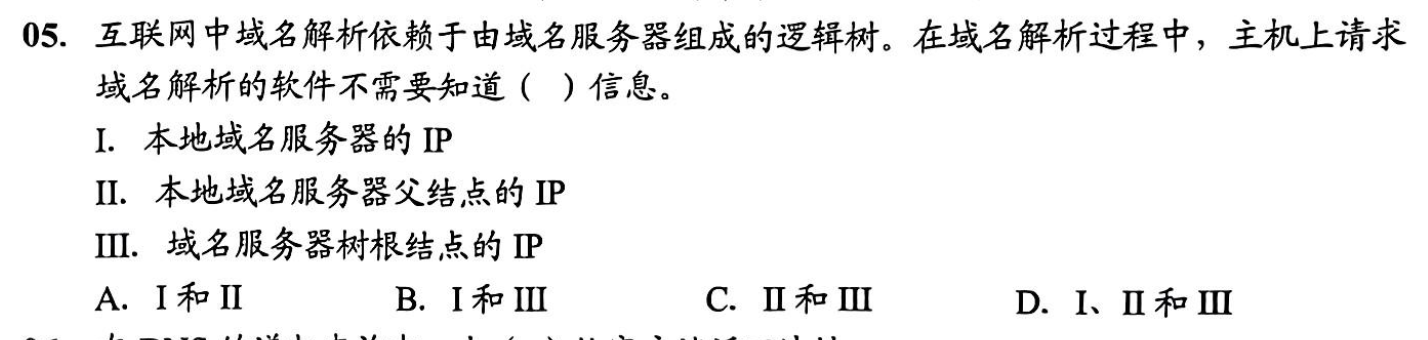 05. 互联网中域名解析依赖于由域名服务器组成的逻辑树。在域名解析过程中，主机上请求
域名解析的软件不需要知道（ ）信息。
I. 本地域名服务器的 IP
II. 本地域名服务器父结点的 IP
III. 域名服务器树根结点的 IP
A. I 和 II B. I 和 III C. II 和 III D. I、II 和 III